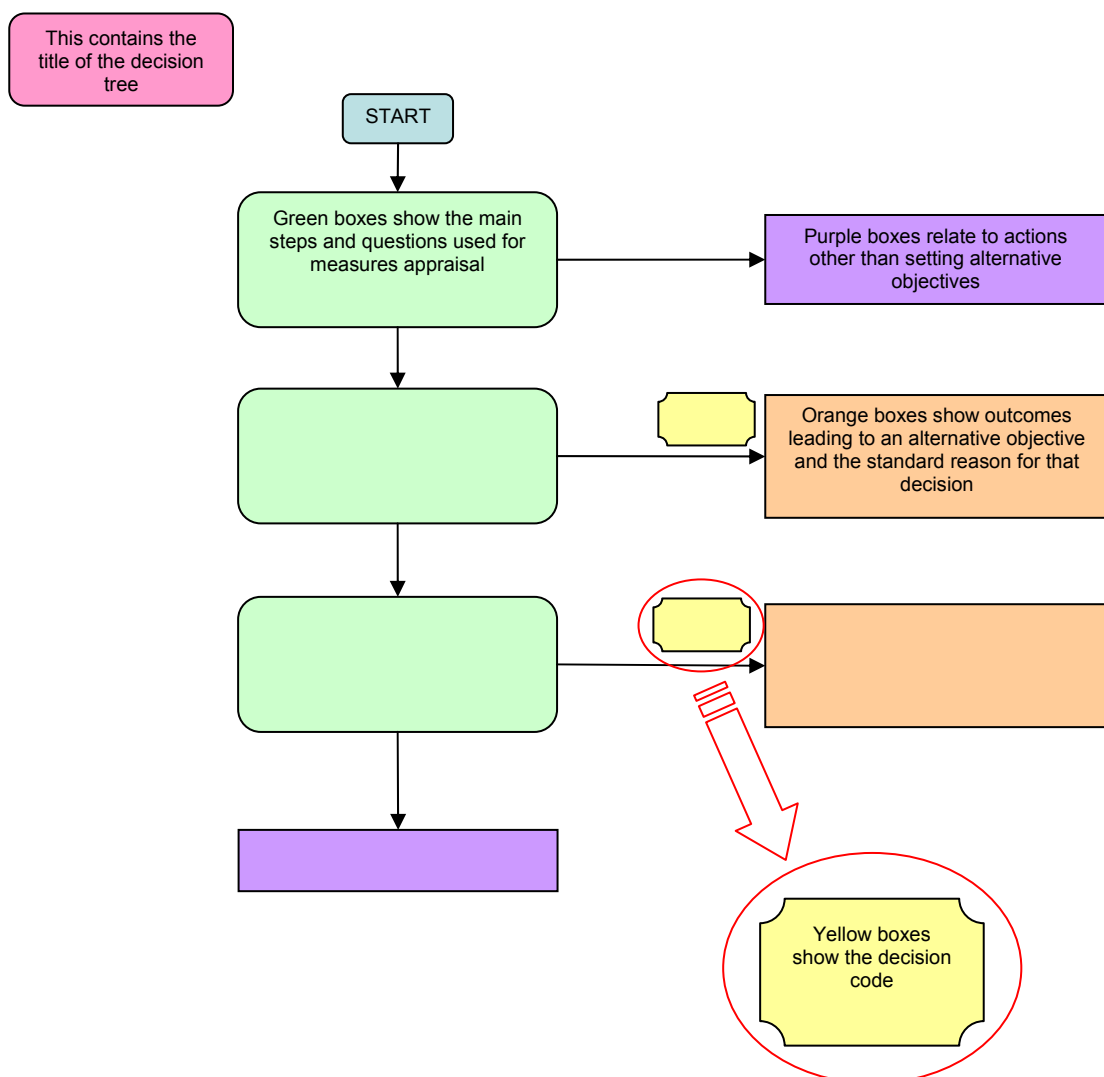 This contains the
title of the decision
tree
START
Green boxes show the main
steps and questions used for
measures appraisal
Purple boxes relate to actions
other than setting alternative
objectives
Orange boxes show outcomes
leading to an alternative objective
and the standard reason for that
decision
Yellow boxes
show the decision
code